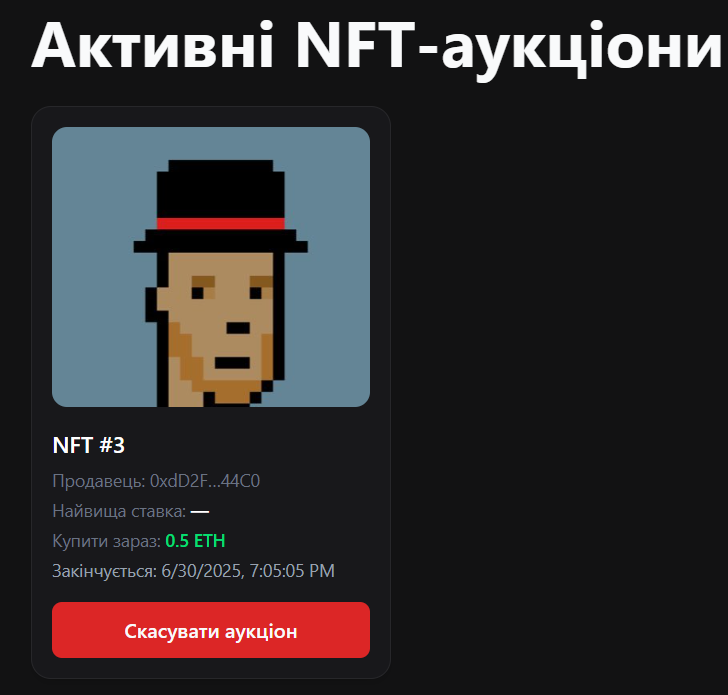 Активні NFT-аукціони
NFT #3
Продавець: 0xdD2F...44C0
Найвища ставка: —
Купити зараз: 0.5 ETH
Закінчується: 6/30/2025, 7:05:05 PM
Скасувати аукціон